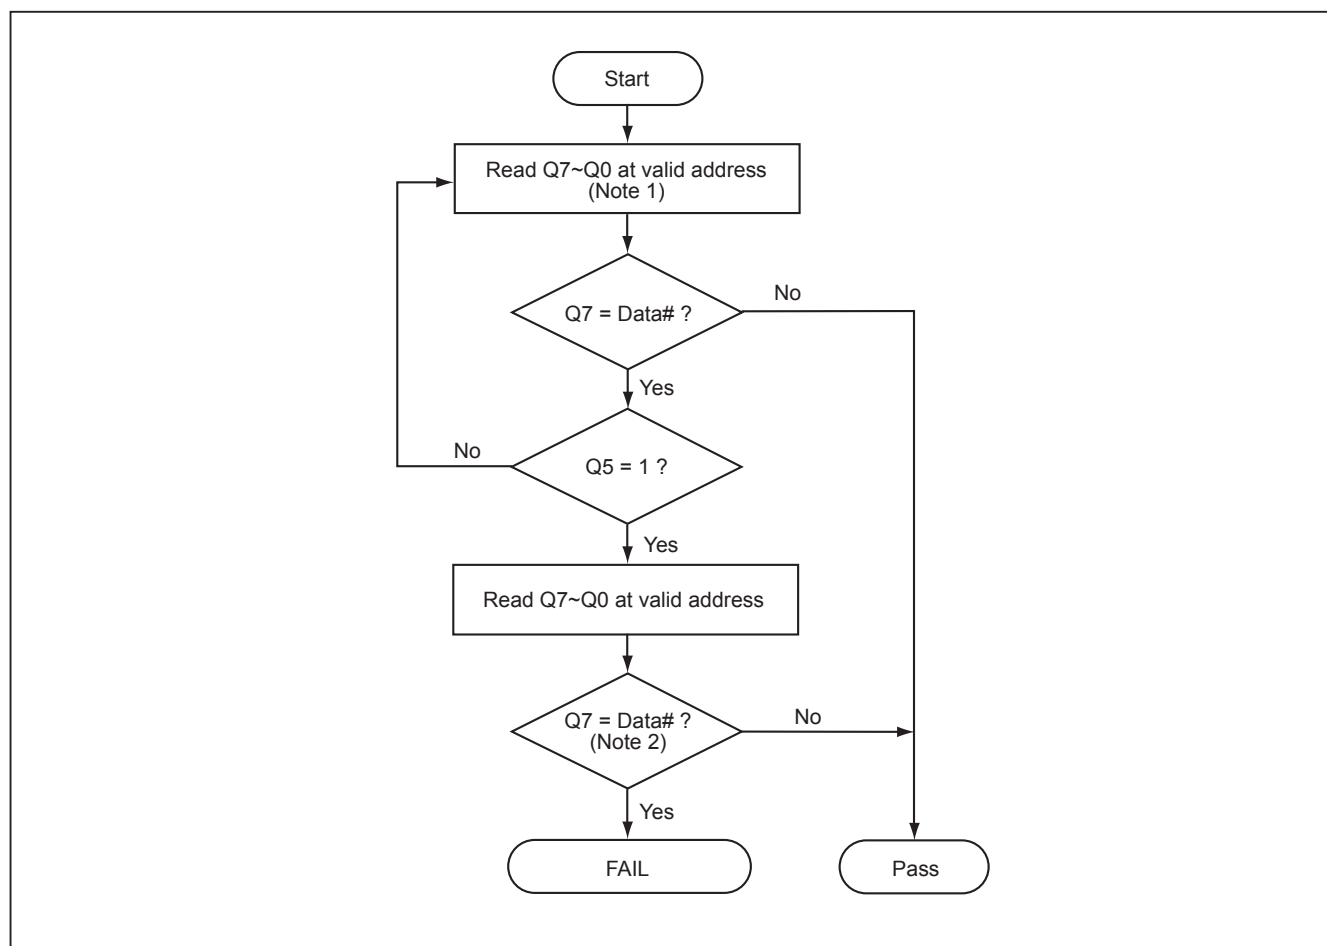 Start
Read Q7~Q0 at valid address
(Note 1)
No
Q7 = Data# ?
Yes
No
Q5 = 1 ?
Yes
Read Q7~Q0 at valid address
Q7 = Data# ?
(Note 2)
No
Yes
FAIL
Pass